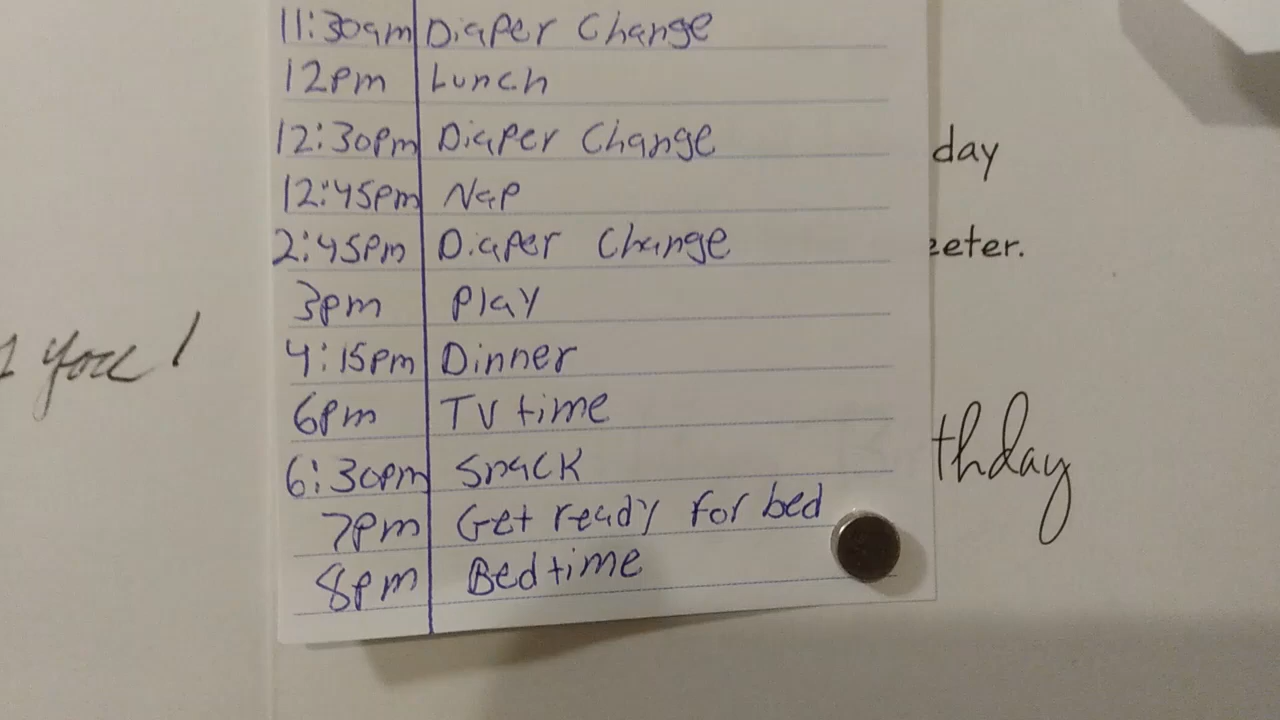 11:30am Diaper Change
12pm Lunch
12:30pm Diaper Change
12:45pm Nap
2:45pm Diaper Change
3pm Play
4:15pm Dinner
6pm TV time
6:30pm Snack
7pm Get ready for bed
8pm Bedtime
you!
day
eeter.
thday